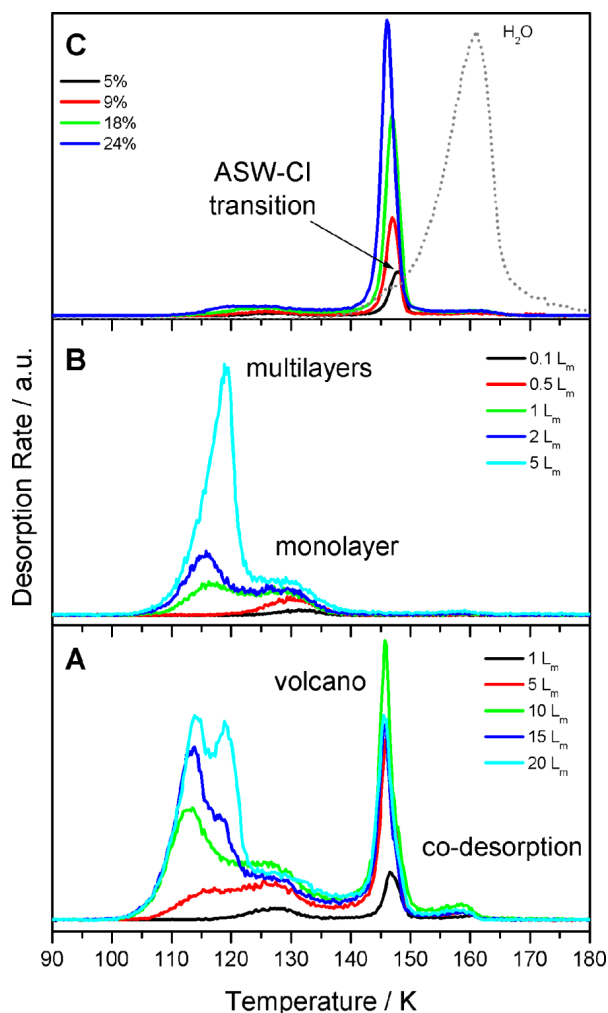 C
H₂O
5%
9%
18%
24%
ASW-CI
transition
B
multilayers
monolayer
0.1 Lₘ
0.5 Lₘ
1 Lₘ
2 Lₘ
5 Lₘ
Desorption Rate / a.u.
A
volcano
co-desorption
1 Lₘ
5 Lₘ
10 Lₘ
15 Lₘ
20 Lₘ
90 100 110 120 130 140 150 160 170 180
Temperature / K